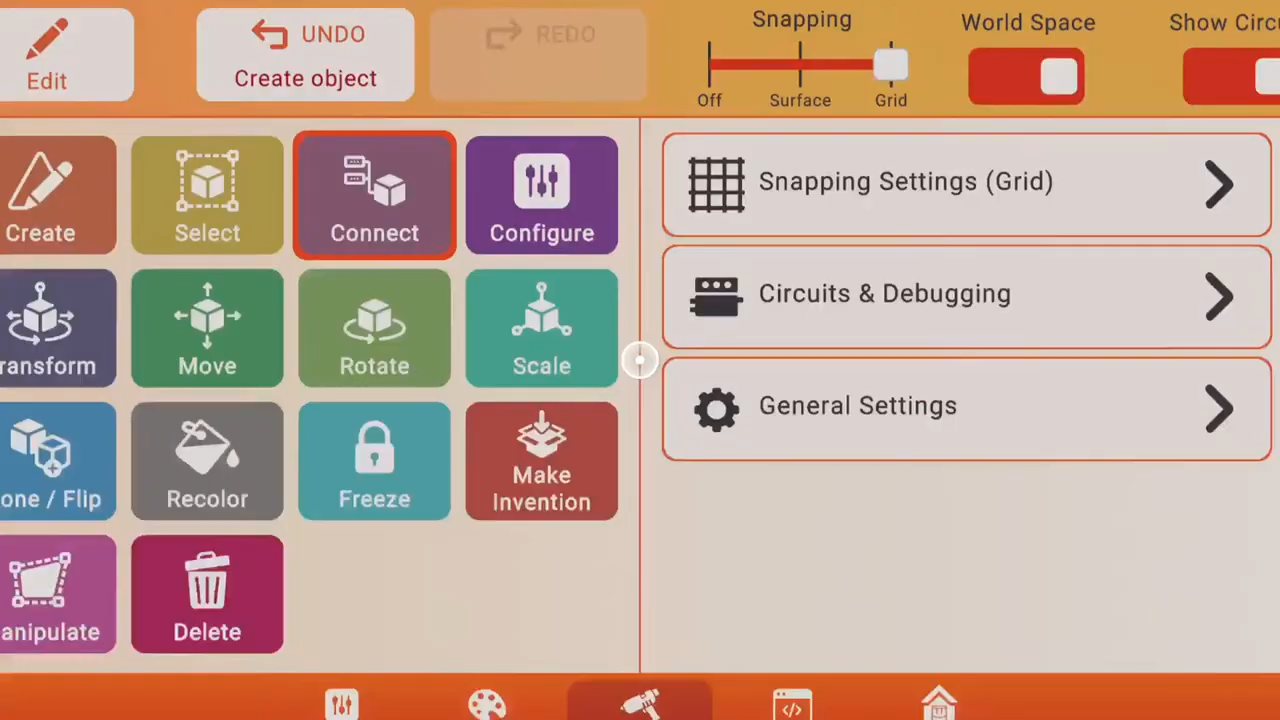 Edit
UNDO
Create object
REDO
Snapping
Off
Surface
Grid
World Space
Show Circu
Create
Select
Connect
Configure
ransform
Move
Rotate
Scale
one / Flip
Recolor
Freeze
Make
Invention
anipulate
Delete
Snapping Settings (Grid)
Circuits & Debugging
General Settings